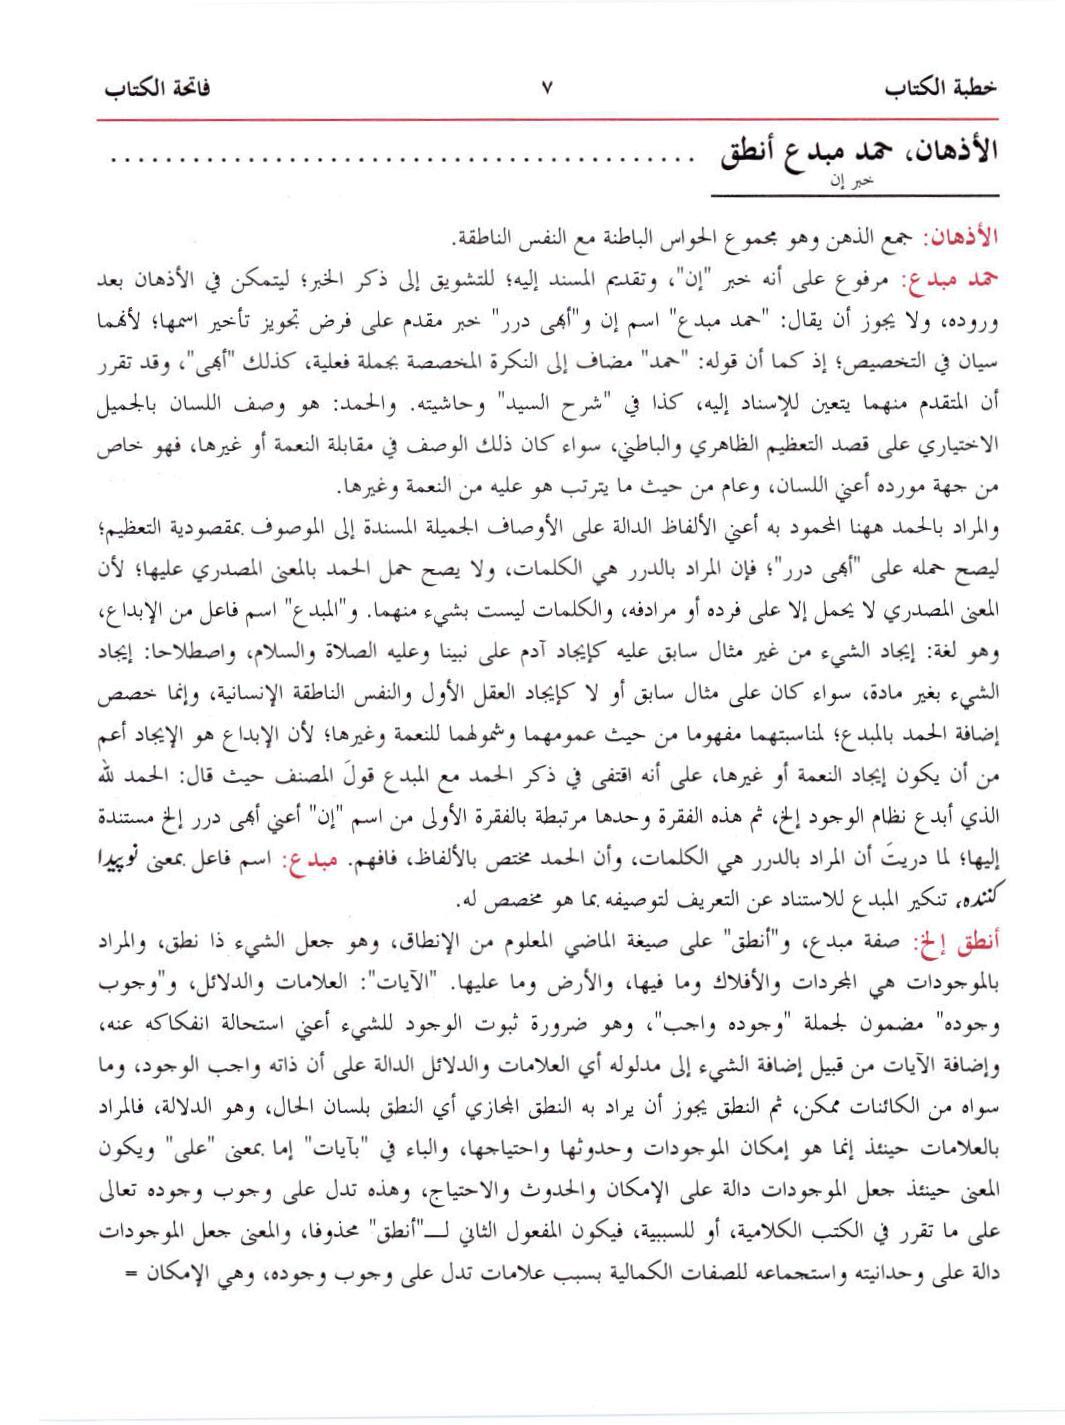 خطبة الكتاب ٧ فاتحة الكتاب
الأذهان، حمد مبدع أنطق ........................................
خبر إن
الأذهان: جمع الذهن وهو مجموع الحواس الباطنة مع النفس الناطقة.
حمد مبدع: مرفوع على أنه خبر "إن"، وتقديم المسند إليه؛ للتشويق إلى ذكر الخبر؛ ليتمكن في الأذهان بعد
وروده، ولا يجوز أن يقال: "حمد مبدع" اسم إن و"أبهى درر" خبر مقدم على فرض تجويز تأخير اسمها؛ لأنهما
سيان في التخصيص؛ إذ كما أن قوله: "حمد" مضاف إلى النكرة المخصصة بجملة فعلية، كذلك "أبهى"، وقد تقرر
أن المتقدم منهما يتعين للإسناد إليه، كذا في "شرح السيد" وحاشيته. والحمد: هو وصف اللسان بالجميل
الاختياري على قصد التعظيم الظاهري والباطني، سواء كان ذلك الوصف في مقابلة النعمة أو غيرها، فهو خاص
من جهة مورده أعني اللسان، وعام من حيث ما يترتب هو عليه من النعمة وغيرها.
والمراد بالحمد ههنا المحمود به أعني الألفاظ الدالة على الأوصاف الجميلة المسندة إلى الموصوف بمقصودية التعظيم؛
ليصح حمله على "أبهى درر"؛ فإن المراد بالدرر هي الكلمات، ولا يصح حمل الحمد بالمعنى المصدري عليها؛ لأن
المعنى المصدري لا يحمل إلا على فرده أو مرادفه، والكلمات ليست بشيء منهما. و"المبدع" اسم فاعل من الإبداع،
وهو لغة: إيجاد الشيء من غير مثال سابق عليه كإيجاد آدم على نبينا وعليه الصلاة والسلام، واصطلاحا: إيجاد
الشيء بغير مادة، سواء كان على مثال سابق أو لا كإيجاد العقل الأول والنفس الناطقة الإنسانية، وإنما خصص
إضافة الحمد بالمبدع؛ لمناسبتهما مفهوما من حيث عمومهما وشمولهما للنعمة وغيرها؛ لأن الإبداع هو الإيجاد أعم
من أن يكون إيجاد النعمة أو غيرها، على أنه اقتفى في ذكر الحمد مع المبدع قولَ المصنف حيث قال: الحمد لله
الذي أبدع نظام الوجود إلخ، ثم هذه الفقرة وحدها مرتبطة بالفقرة الأولى من اسم "إن" أعني أبهى درر إلخ مستندة
إليها؛ لما دريتَ أن المراد بالدرر هي الكلمات، وأن الحمد مختص بالألفاظ، فافهم. مبدع: اسم فاعل بمعنى نوپيدا
كننده، تنكير المبدع للاستناد عن التعريف لتوصيفه بما هو مخصص له.
أنطق إلخ: صفة مبدع، و"أنطق" على صيغة الماضي المعلوم من الإنطاق، وهو جعل الشيء ذا نطق، والمراد
بالموجودات هي المجردات والأفلاك وما فيها، والأرض وما عليها. "الآيات": العلامات والدلائل، و"وجوب
وجوده" مضمون لجملة "وجوده واجب"، وهو ضرورة ثبوت الوجود للشيء أعني استحالة انفكاكه عنه،
وإضافة الآيات من قبيل إضافة الشيء إلى مدلوله أي العلامات والدلائل الدالة على أن ذاته واجب الوجود، وما
سواه من الكائنات ممكن، ثم النطق يجوز أن يراد به النطق المجازي أي النطق بلسان الحال، وهو الدلالة، فالمراد
بالعلامات حينئذ إنما هو إمكان الموجودات وحدوثها واحتياجها، والباء في "بآيات" إما بمعنى "على" ويكون
المعنى حينئذ جعل الموجودات دالة على الإمكان والحدوث والاحتياج، وهذه تدل على وجوب وجوده تعالى
على ما تقرر في الكتب الكلامية، أو للسببية، فيكون المفعول الثاني لـ"أنطق" محذوفا، والمعنى جعل الموجودات
دالة على وحدانيته واستجماعه للصفات الكمالية بسبب علامات تدل على وجوب وجوده، وهي الإمكان =